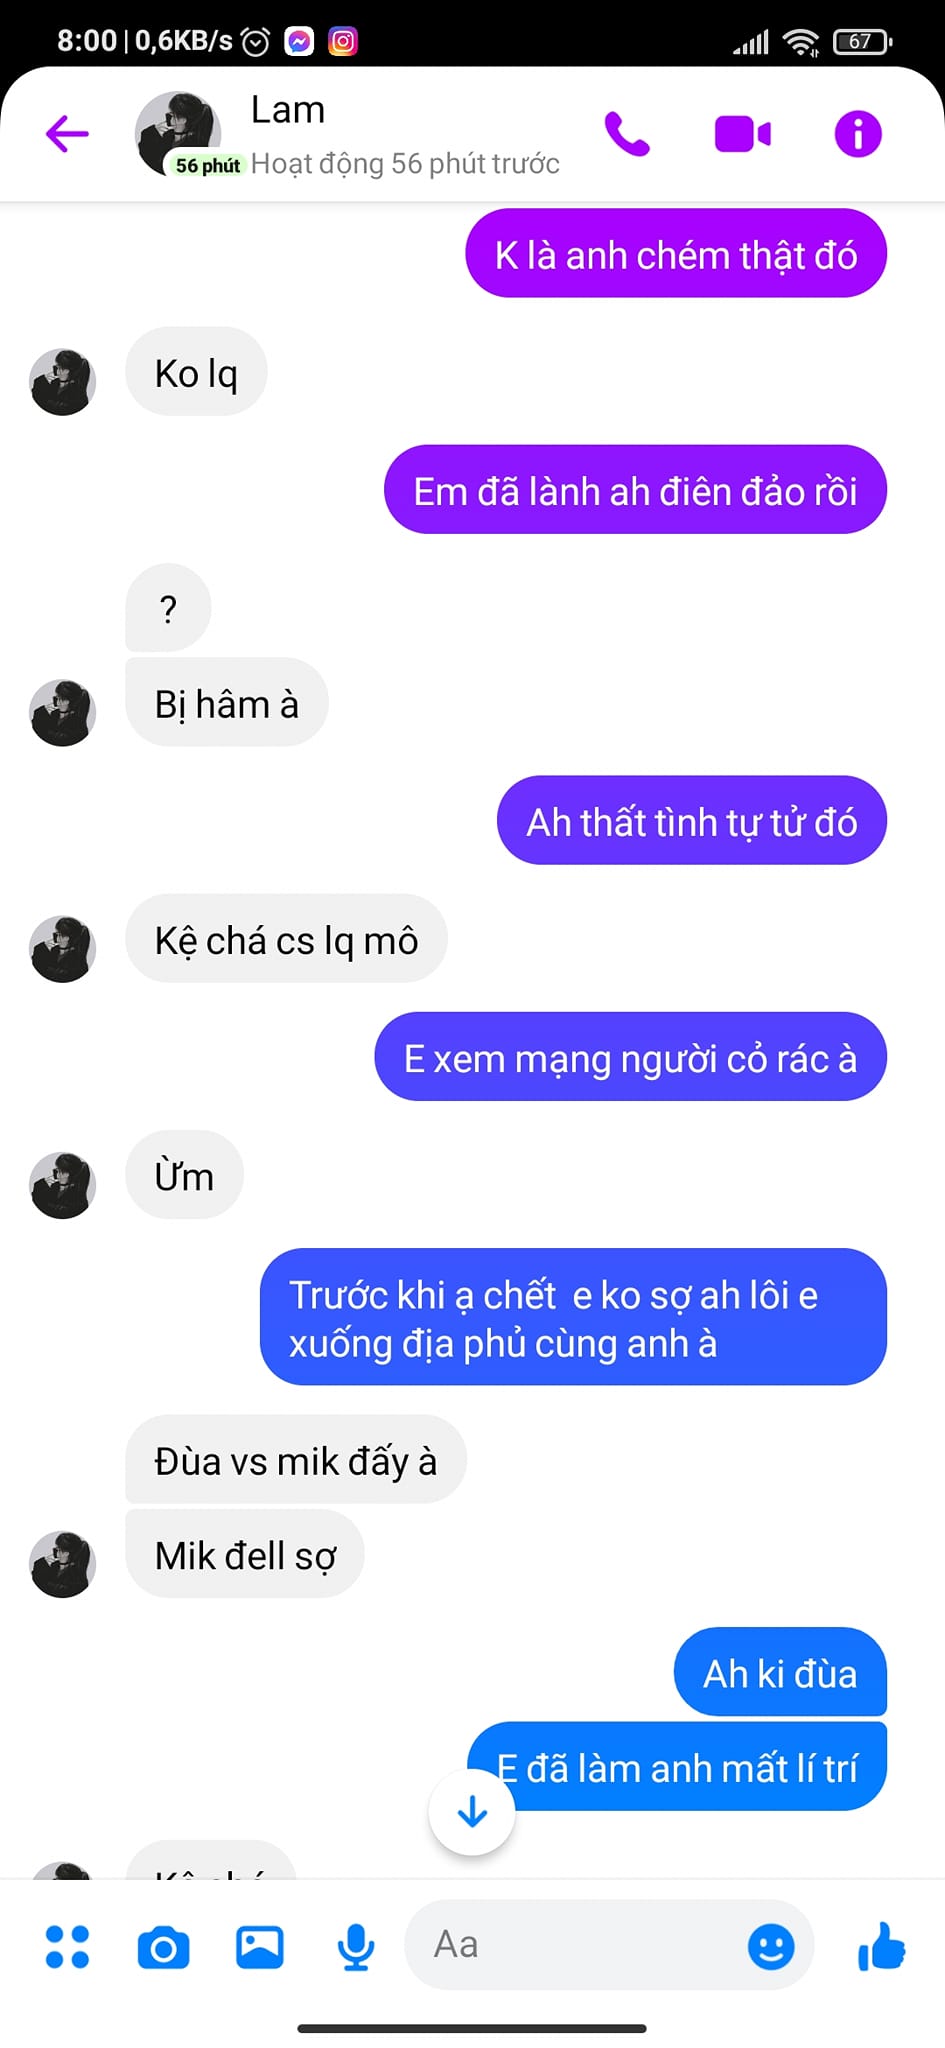 8:00 | 0,6KB/s
67
Lam
56 phút
Hoạt động 56 phút trước
K là anh chém thật đó
Ko lq
Em đã lành ah điên đảo rồi
?
Bị hâm à
Ah thất tình tự tử đó
Kệ chá cs lq mô
E xem mạng người cỏ rác à
Ừm
Trước khi ạ chết  e ko sợ ah lôi e
xuống địa phủ cùng anh à
Đùa vs mik đấy à
Mik đell sợ
Ah ki đùa
E đã làm anh mất lí trí
Aa